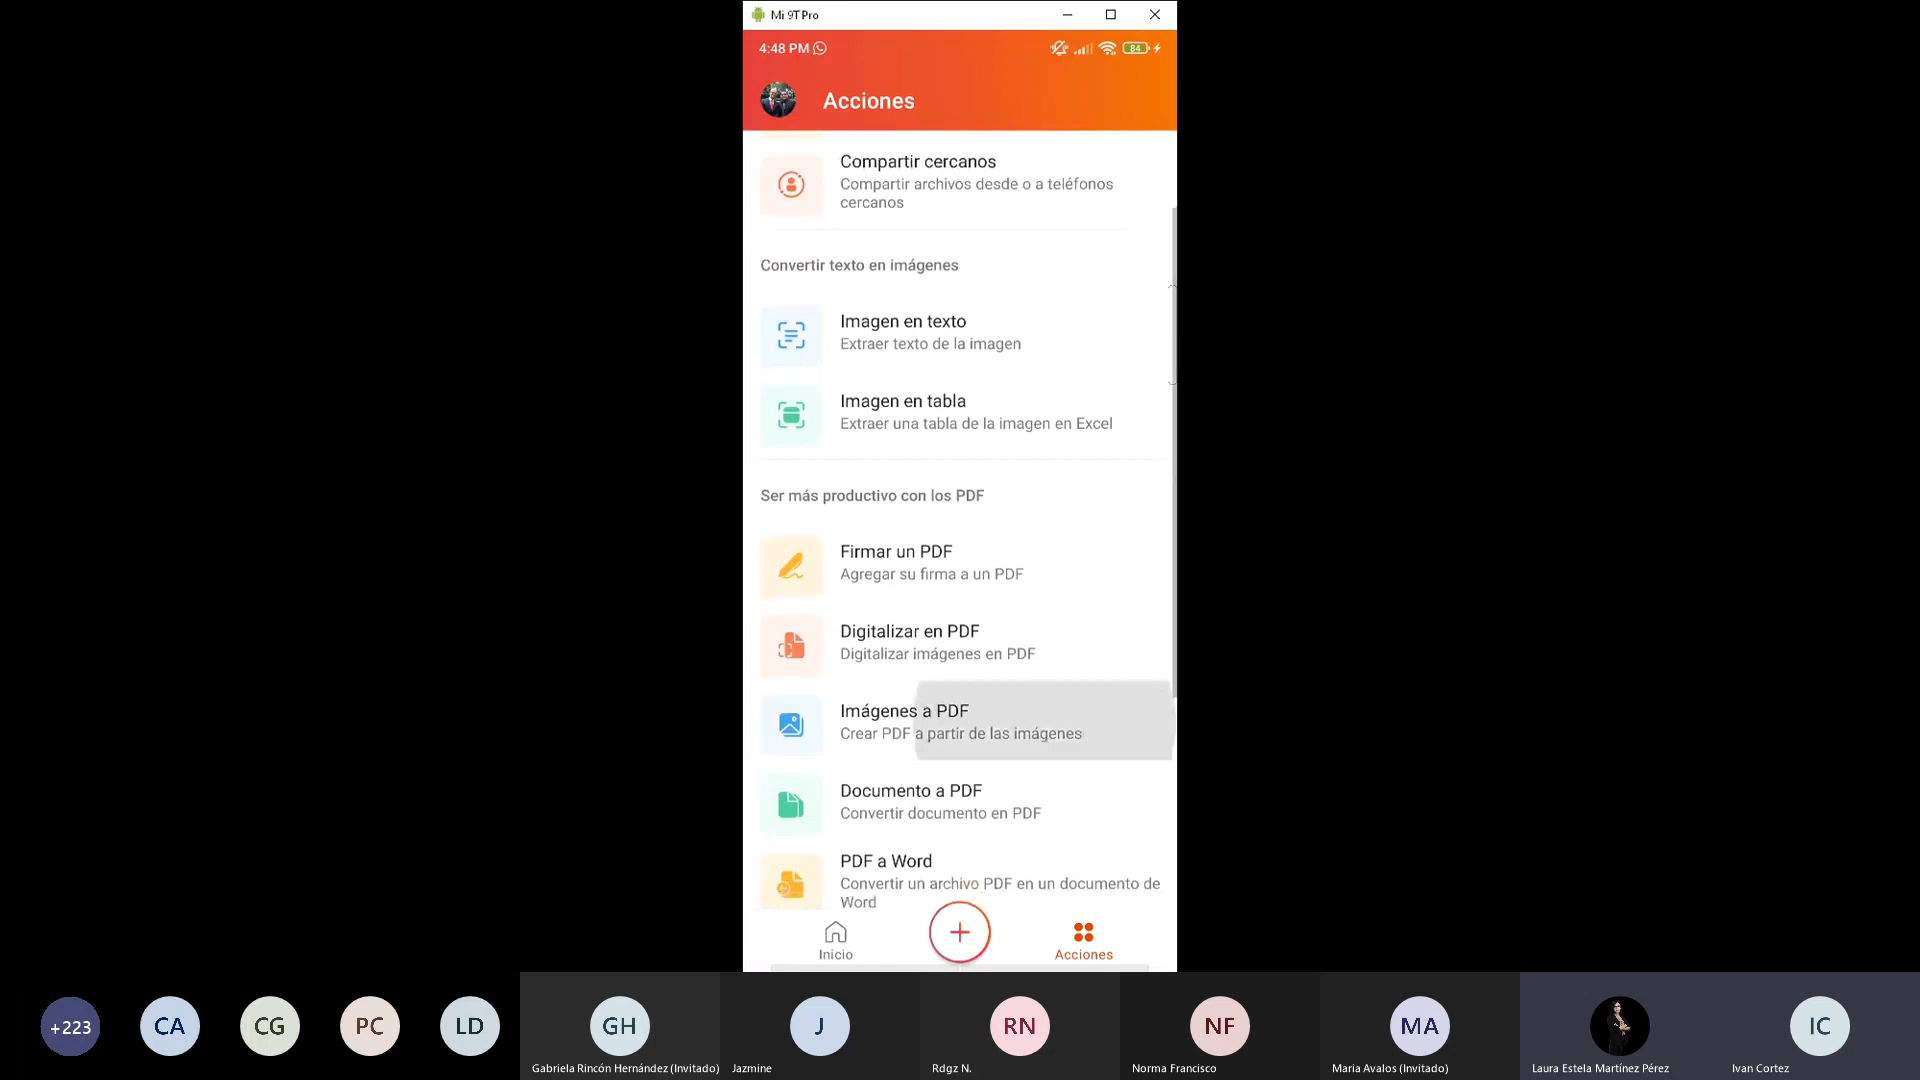 Mi 9T Pro
4:48 PM
84
Acciones
Compartir cercanos
Compartir archivos desde o a teléfonos
cercanos
Convertir texto en imágenes
Imagen en texto
Extraer texto de la imagen
Imagen en tabla
Extraer una tabla de la imagen en Excel
Ser más productivo con los PDF
Firmar un PDF
Agregar su firma a un PDF
Digitalizar en PDF
Digitalizar imágenes en PDF
Imágenes a PDF
Crear PDF a partir de las imágenes
Documento a PDF
Convertir documento en PDF
PDF a Word
Convertir un archivo PDF en un documento de
Word
Inicio
Acciones
+223
CA
CG
PC
LD
GH
J
RN
NF
MA
IC
Gabriela Rincón Hernández (Invitado)
Jazmine
Rdgz N.
Norma Francisco
Maria Avalos (Invitado)
Laura Estela Martínez Pérez
Ivan Cortez